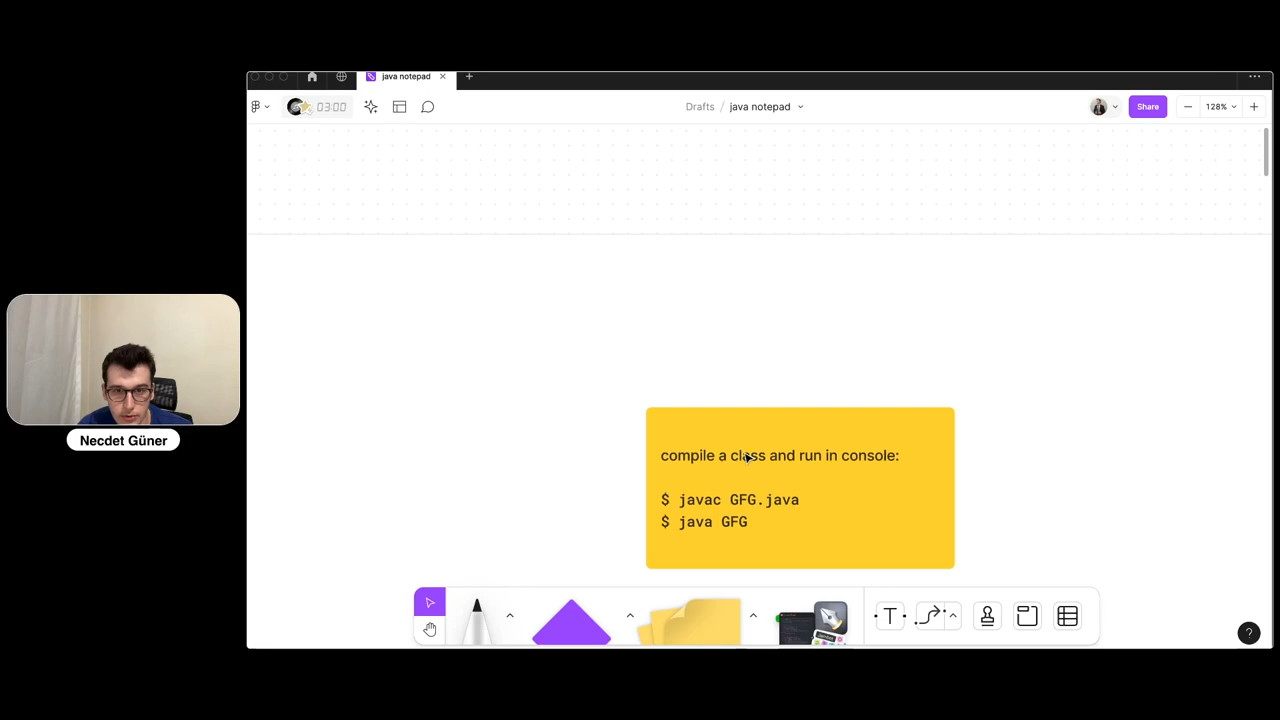 java notepad
03:00
Drafts / java notepad
Share
128%
compile a class and run in console:
$ javac GFG.java
$ java GFG
Necdet Güner
T
?